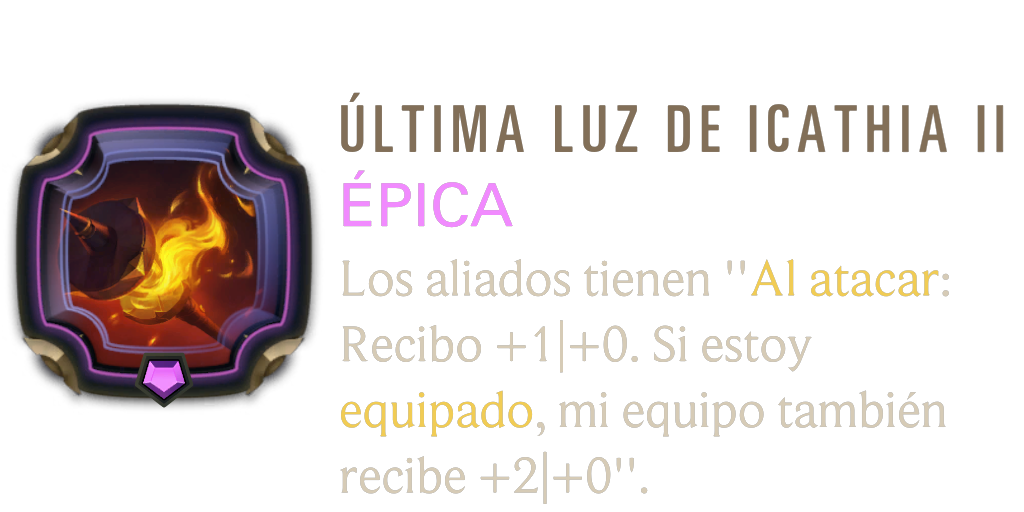 ÚLTIMA LUZ DE ICATHIA II
ÉPICA
Los aliados tienen ''Al atacar:
Recibo +1|+0. Si estoy
equipado, mi equipo también
recibe +2|+0''.